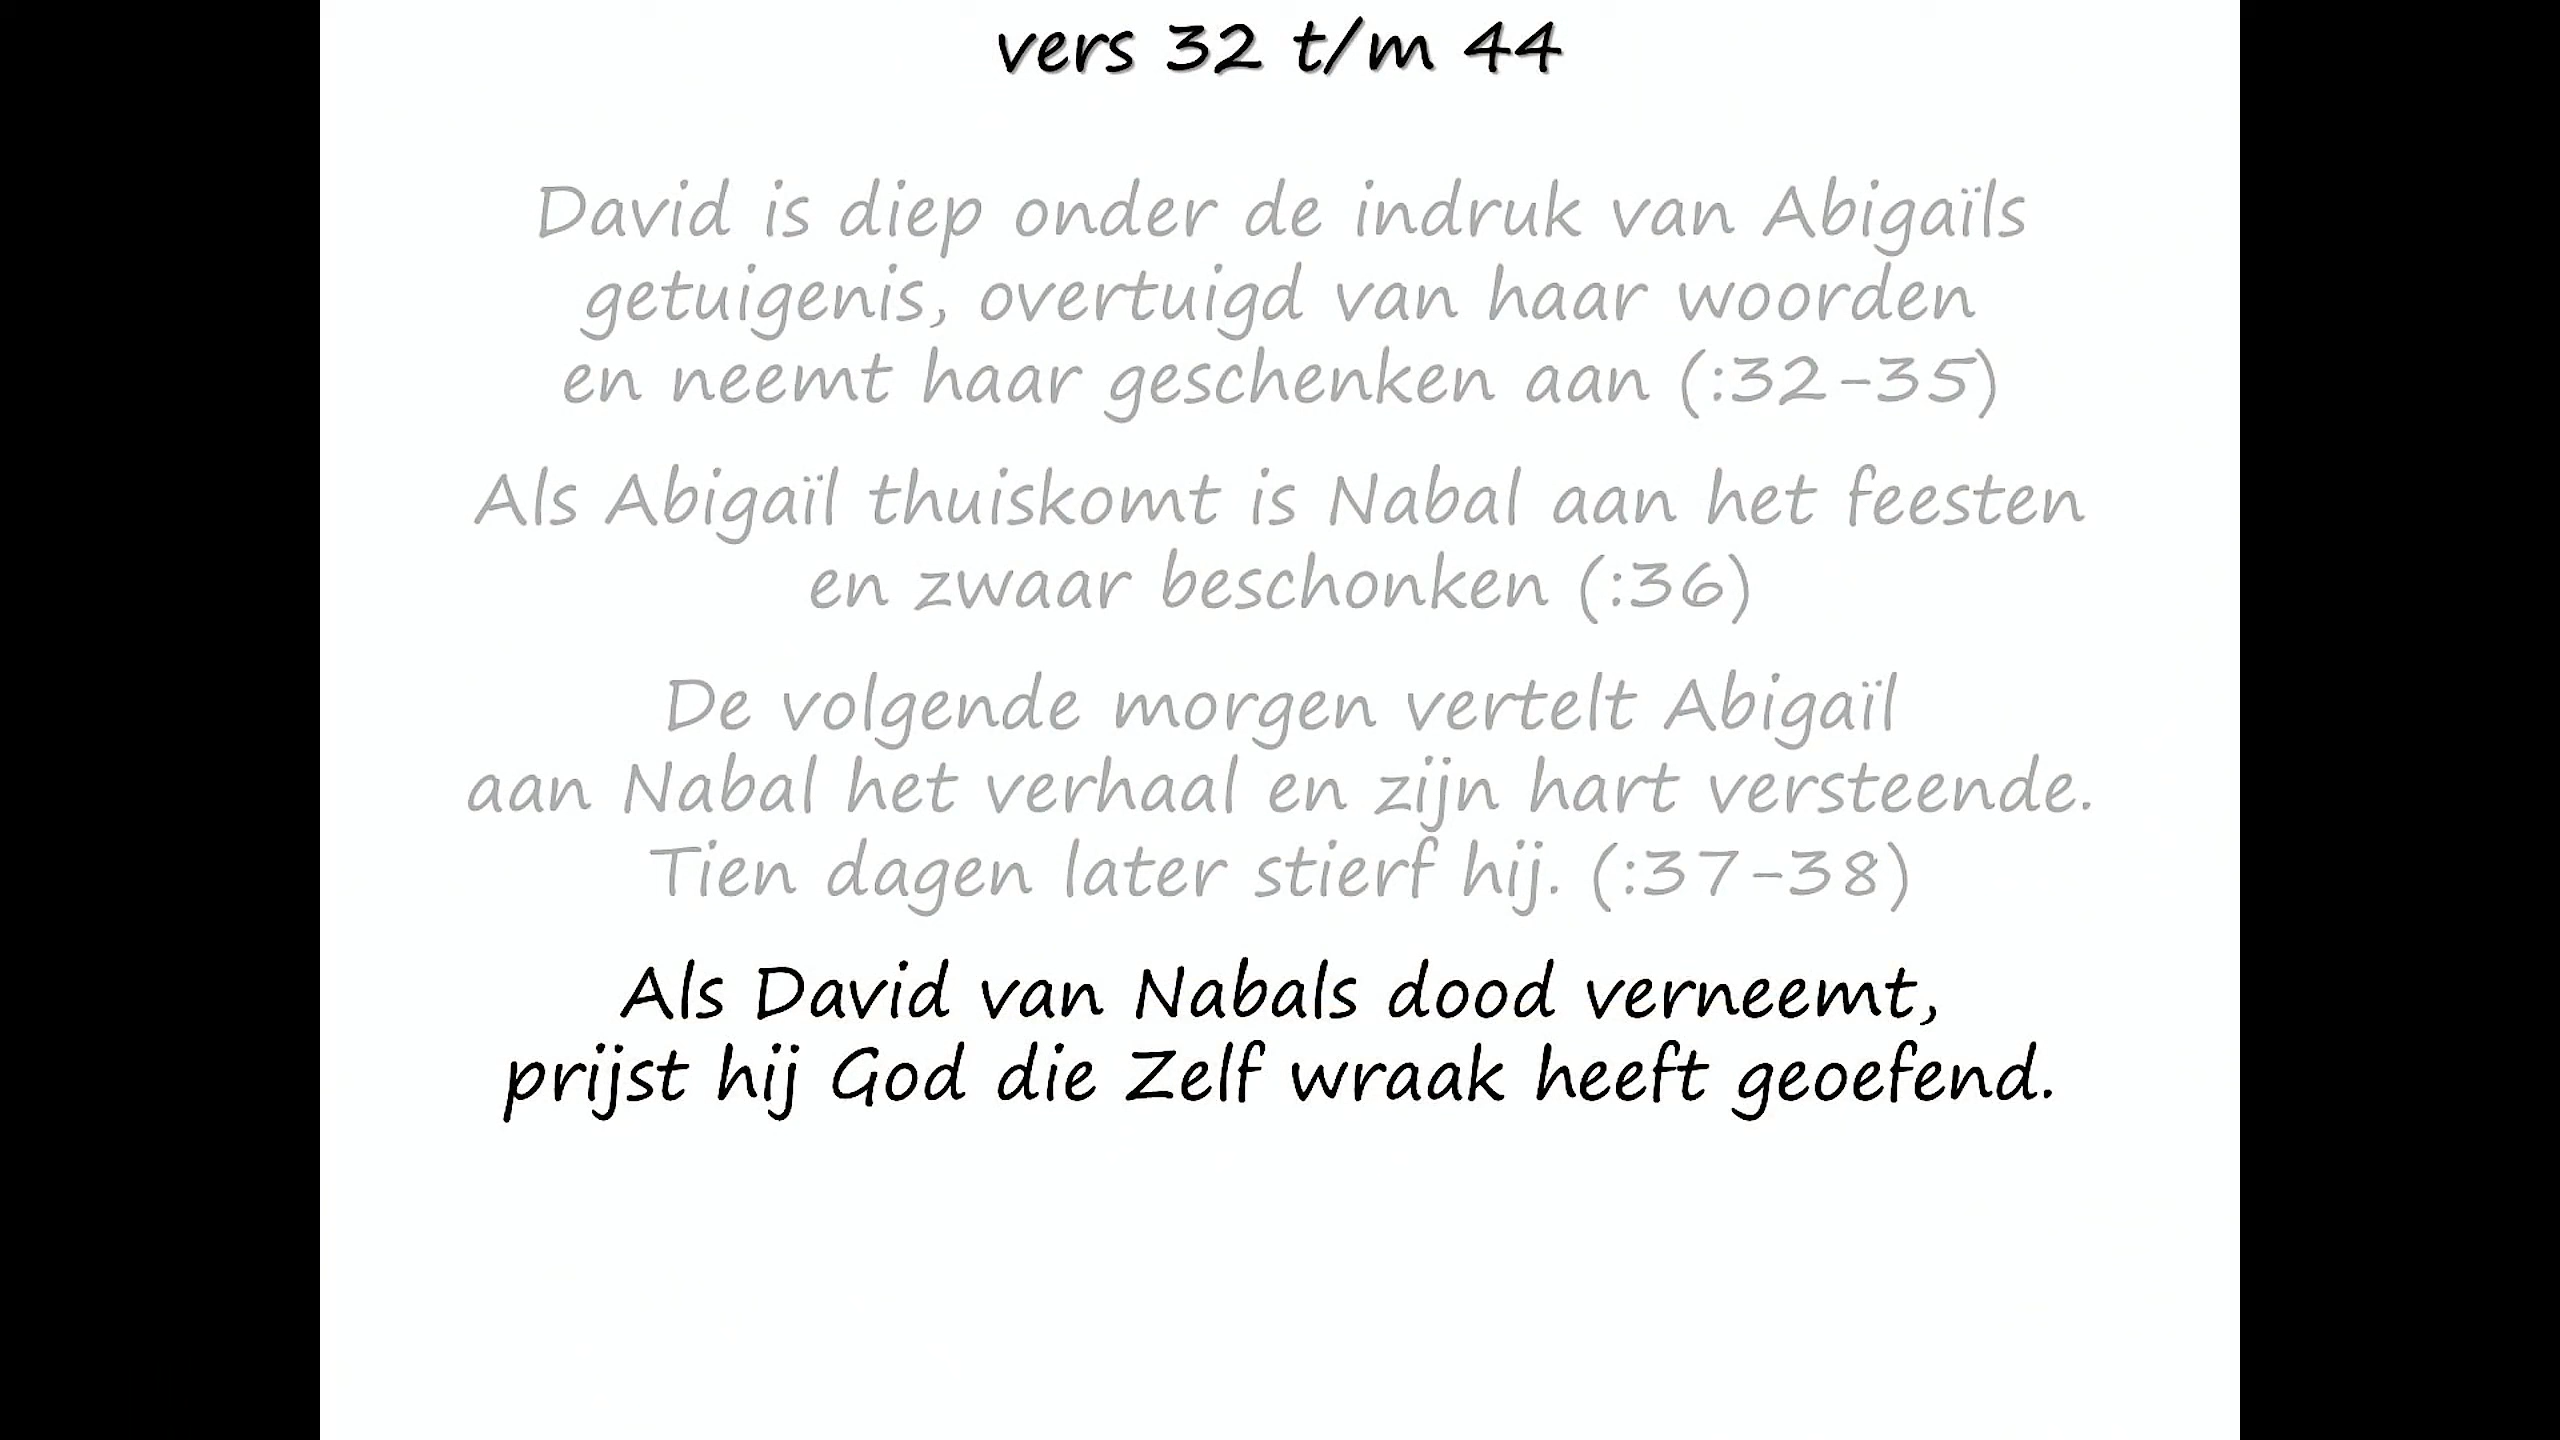 vers 32 t/m 44
David is diep onder de indruk van Abigaïls
getuigenis, overtuigd van haar woorden
en neemt haar geschenken aan (:32-35)
Als Abigaïl thuiskomt is Nabal aan het feesten
en zwaar beschonken (:36)
De volgende morgen vertelt Abigaïl
aan Nabal het verhaal en zijn hart versteende.
Tien dagen later stierf hij. (:37-38)
Als David van Nabals dood verneemt,
prijst hij God die Zelf wraak heeft geoefend.